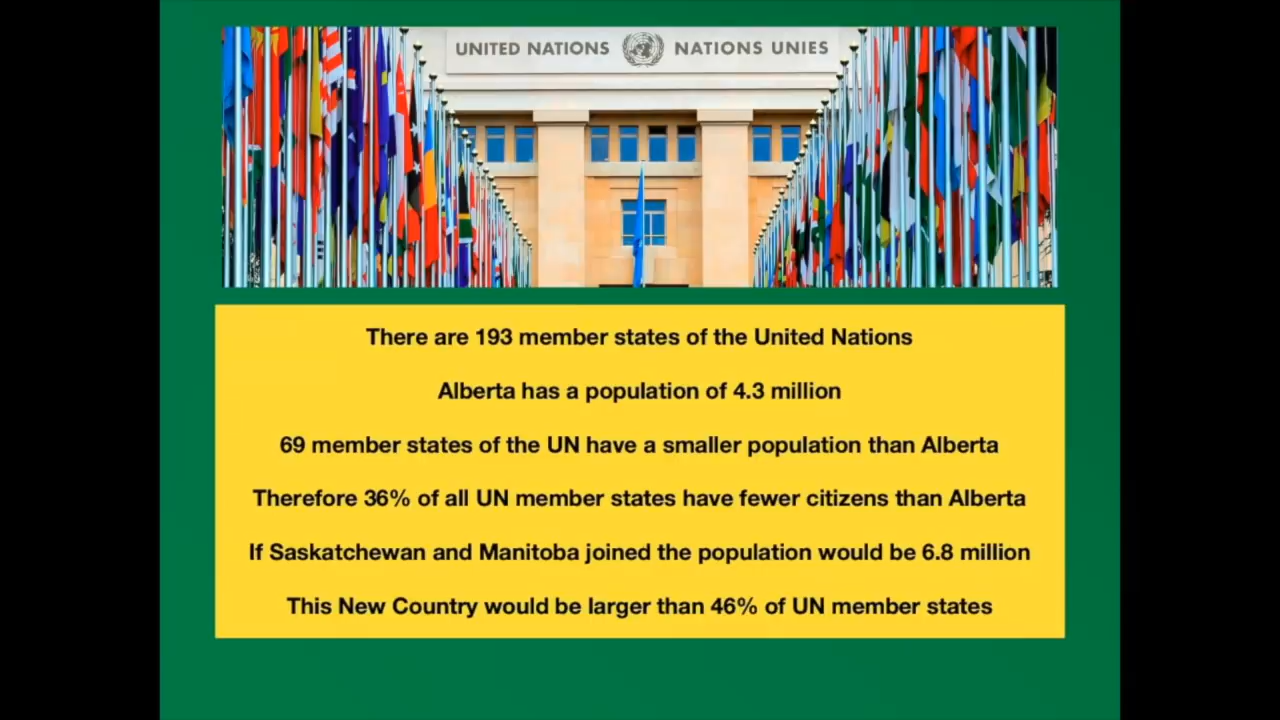 UNITED NATIONS NATIONS UNIES
There are 193 member states of the United Nations
Alberta has a population of 4.3 million
69 member states of the UN have a smaller population than Alberta
Therefore 36% of all UN member states have fewer citizens than Alberta
If Saskatchewan and Manitoba joined the population would be 6.8 million
This New Country would be larger than 46% of UN member states